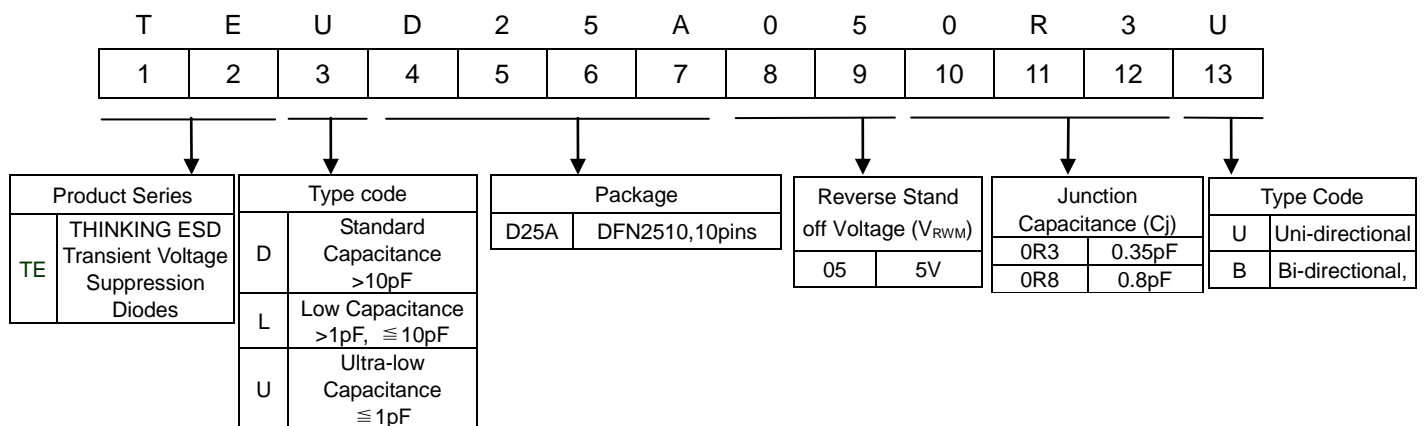 T E U D 2 5 A 0 5 0 R 3 U
1 2 3 4 5 6 7 8 9 10 11 12 13
Product Series
TE
THINKING ESD
Transient Voltage
Suppression
Diodes
Type code
D
Standard
Capacitance
>10pF
L
Low Capacitance
>1pF, ≦10pF
U
Ultra-low
Capacitance
≦1pF
Package
D25A DFN2510,10pins
Reverse Stand
off Voltage (VRWM)
05 5V
Junction
Capacitance (Cj)
0R3 0.35pF
0R8 0.8pF
Type Code
U Uni-directional
B Bi-directional,